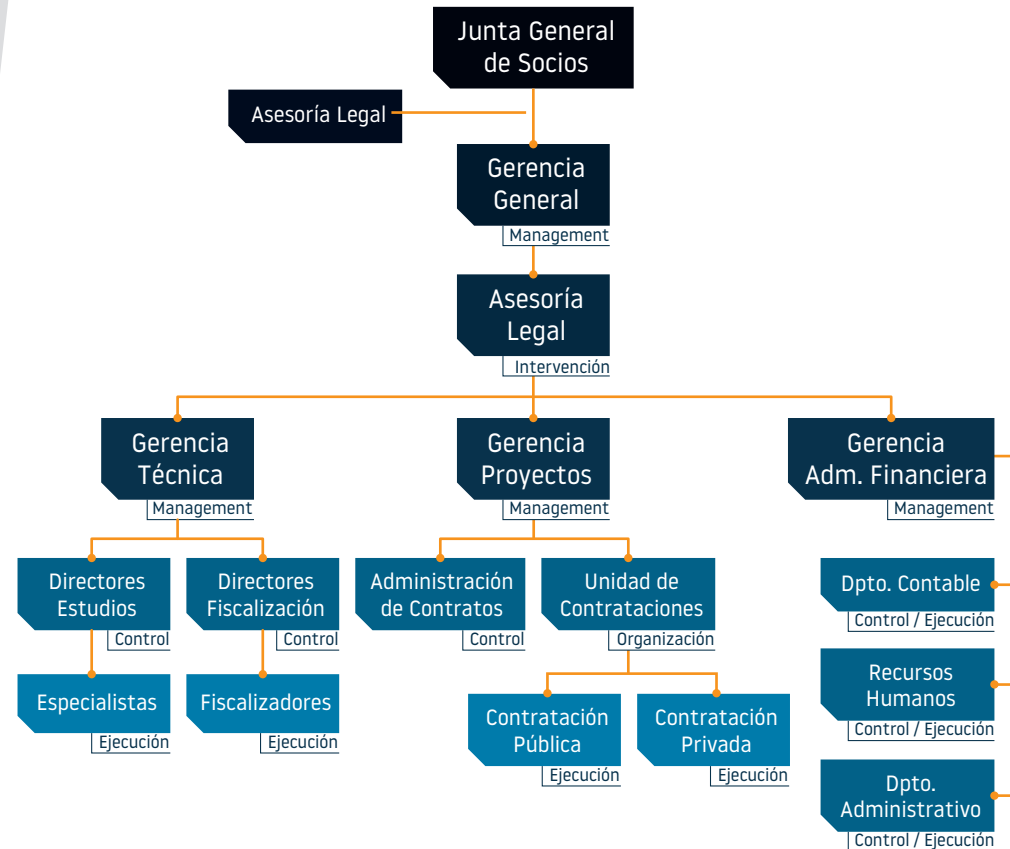 Junta General
de Socios
Asesoría Legal
Gerencia
General
Management
Asesoría
Legal
Intervención
Gerencia
Técnica
Management
Gerencia
Proyectos
Management
Gerencia
Adm. Financiera
Management
Directores
Estudios
Control
Directores
Fiscalización
Control
Administración
de Contratos
Control
Unidad de
Contrataciones
Organización
Dpto. Contable
Control / Ejecución
Especialistas
Ejecución
Fiscalizadores
Ejecución
Contratación
Pública
Ejecución
Contratación
Privada
Ejecución
Recursos
Humanos
Control / Ejecución
Dpto.
Administrativo
Control / Ejecución